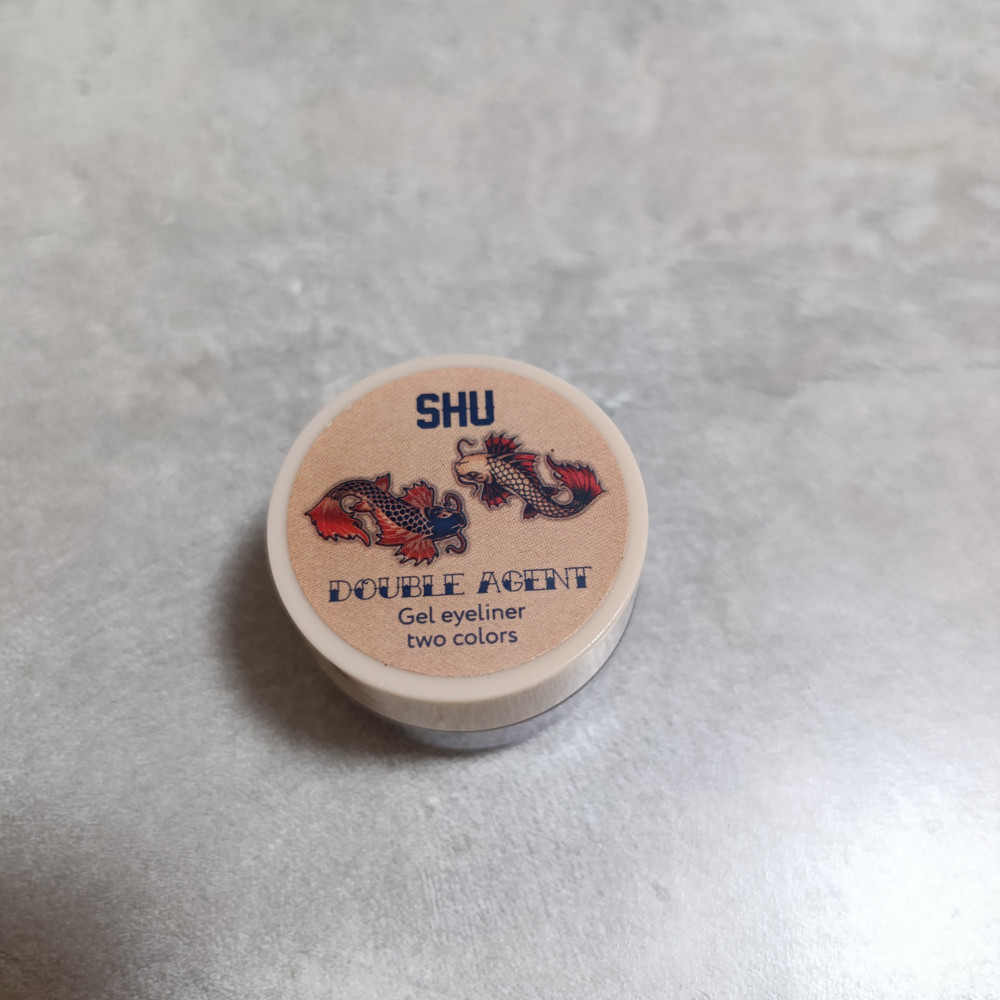 SHU
DOUBLE AGENT
Gel eyeliner
two colors